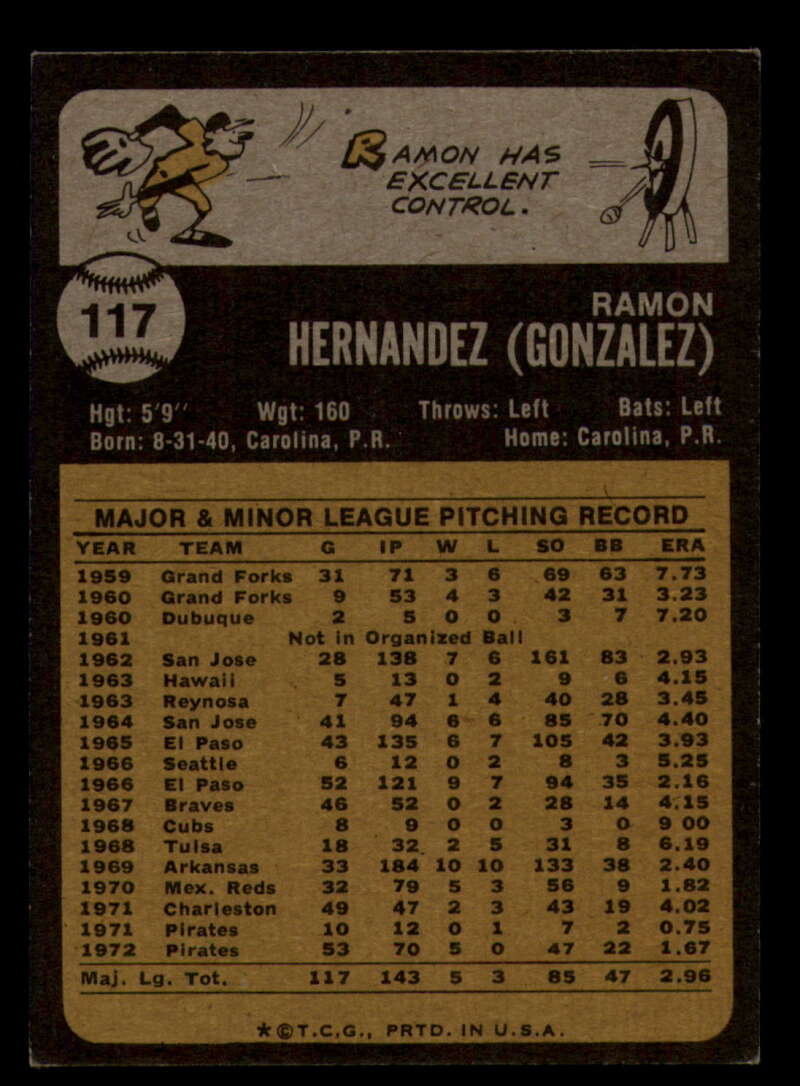 RAMON HAS
EXCELLENT
CONTROL.
117
RAMON
HERNANDEZ (GONZALEZ)
Hgt: 5'9" Wgt: 160 Throws: Left Bats: Left
Born: 8-31-40, Carolina, P.R. Home: Carolina, P.R.
MAJOR & MINOR LEAGUE PITCHING RECORD
YEAR TEAM G IP W L SO BB ERA
1959 Grand Forks 31 71 3 6 69 63 7.73
1960 Grand Forks 9 53 4 3 42 31 3.23
1960 Dubuque 2 5 0 0 3 7 7.20
1961 Not in Organized Ball
1962 San Jose 28 138 7 6 161 83 2.93
1963 Hawaii 5 13 0 2 9 6 4.15
1963 Reynosa 7 47 1 4 40 28 3.45
1964 San Jose 41 94 6 6 85 70 4.40
1965 El Paso 43 135 6 7 105 42 3.93
1966 Seattle 6 12 0 2 8 3 5.25
1966 El Paso 52 121 9 7 94 35 2.16
1967 Braves 46 52 0 2 28 14 4.15
1968 Cubs 8 9 0 0 3 0 9 00
1968 Tulsa 18 32 2 5 31 8 6.19
1969 Arkansas 33 184 10 10 133 38 2.40
1970 Mex. Reds 32 79 5 3 56 9 1.82
1971 Charleston 49 47 2 3 43 19 4.02
1971 Pirates 10 12 0 1 7 2 0.75
1972 Pirates 53 70 5 0 47 22 1.67
Maj. Lg. Tot. 117 143 5 3 85 47 2.96
★©T.C.G., PRTD. IN U.S.A.